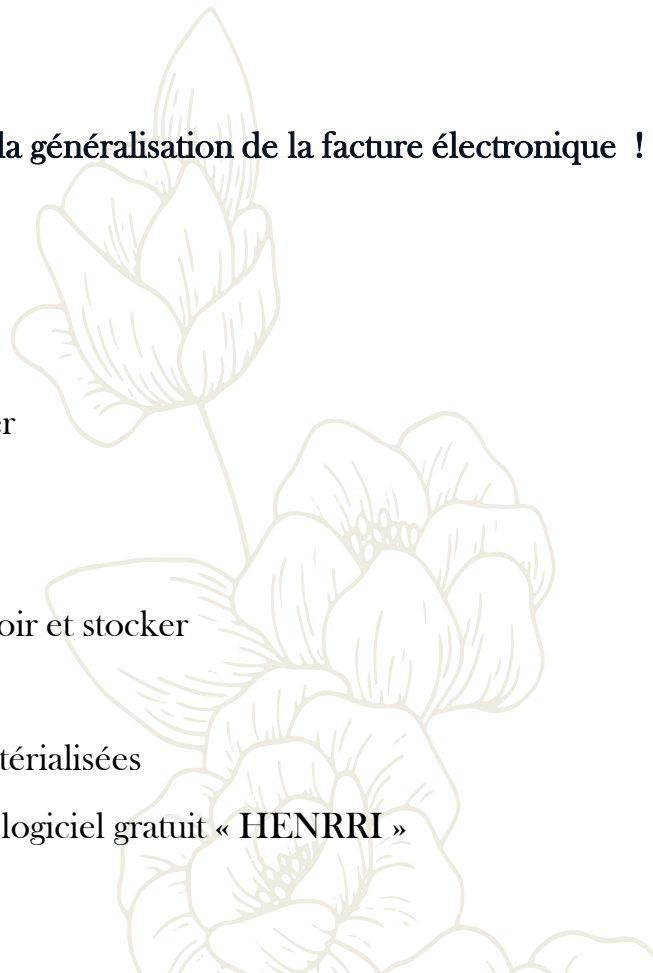 la généralisation de la facture électronique !
er
oir et stocker
térialisées
logiciel gratuit « HENRRI »